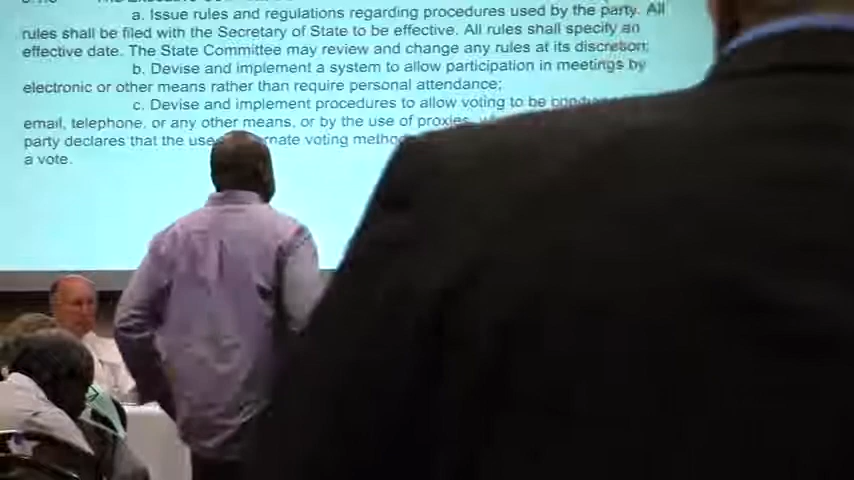 a. Issue rules and regulations regarding procedures used by the party. All
rules shall be filed with the Secretary of State to be effective. All rules shall specify an
effective date. The State Committee may review and change any rules at its discretion;
b. Devise and implement a system to allow participation in meetings by
electronic or other means rather than require personal attendance;
c. Devise and implement procedures to allow voting to be
email, telephone, or any other means, or by the use of proxies,
party declares that the use voting
a vote.